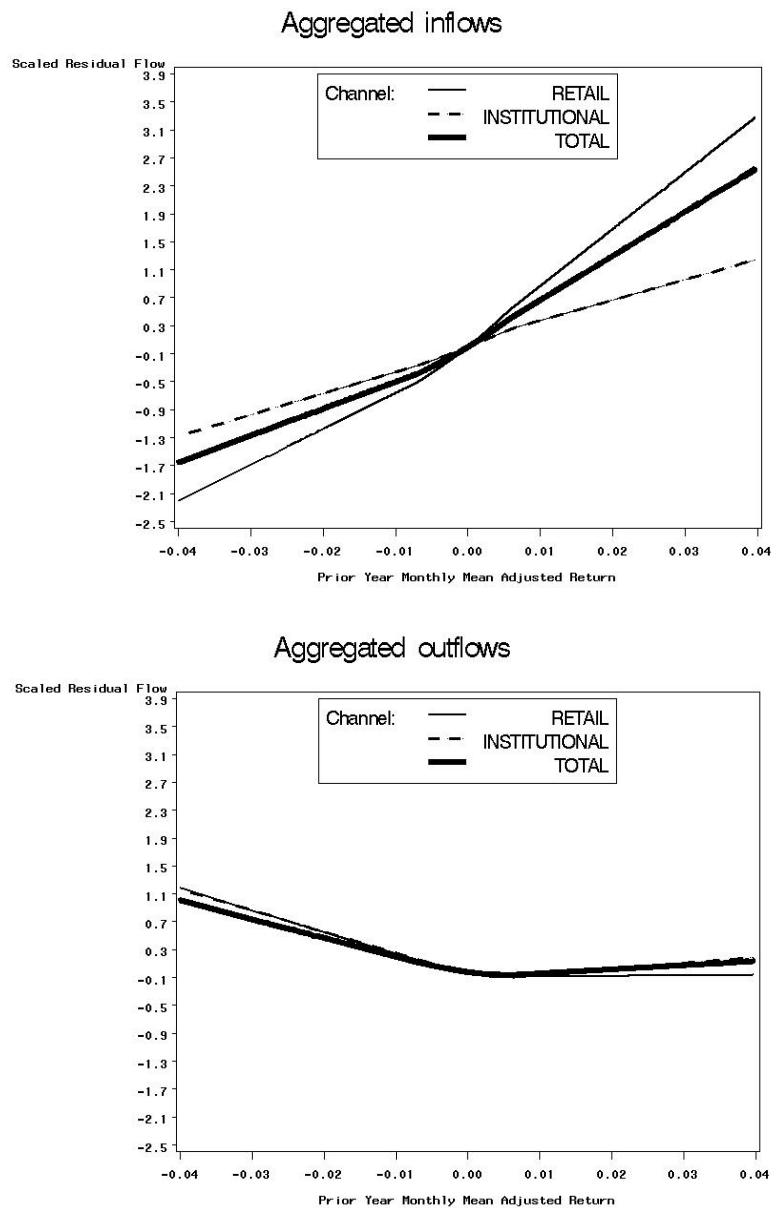 Aggregated inflows
Scaled Residual Flow
3.9
3.5
3.1
2.7
2.3
1.9
1.5
1.1
0.7
0.3
-0.1
-0.5
-0.9
-1.3
-1.7
-2.1
-2.5
Channel: RETAIL
INSTITUTIONAL
TOTAL
-0.04 -0.03 -0.02 -0.01 0.00 0.01 0.02 0.03 0.04
Prior Year Monthly Mean Adjusted Return
Aggregated outflows
Scaled Residual Flow
3.9
3.5
3.1
2.7
2.3
1.9
1.5
1.1
0.7
0.3
-0.1
-0.5
-0.9
-1.3
-1.7
-2.1
-2.5
Channel: RETAIL
INSTITUTIONAL
TOTAL
-0.04 -0.03 -0.02 -0.01 0.00 0.01 0.02 0.03 0.04
Prior Year Monthly Mean Adjusted Return